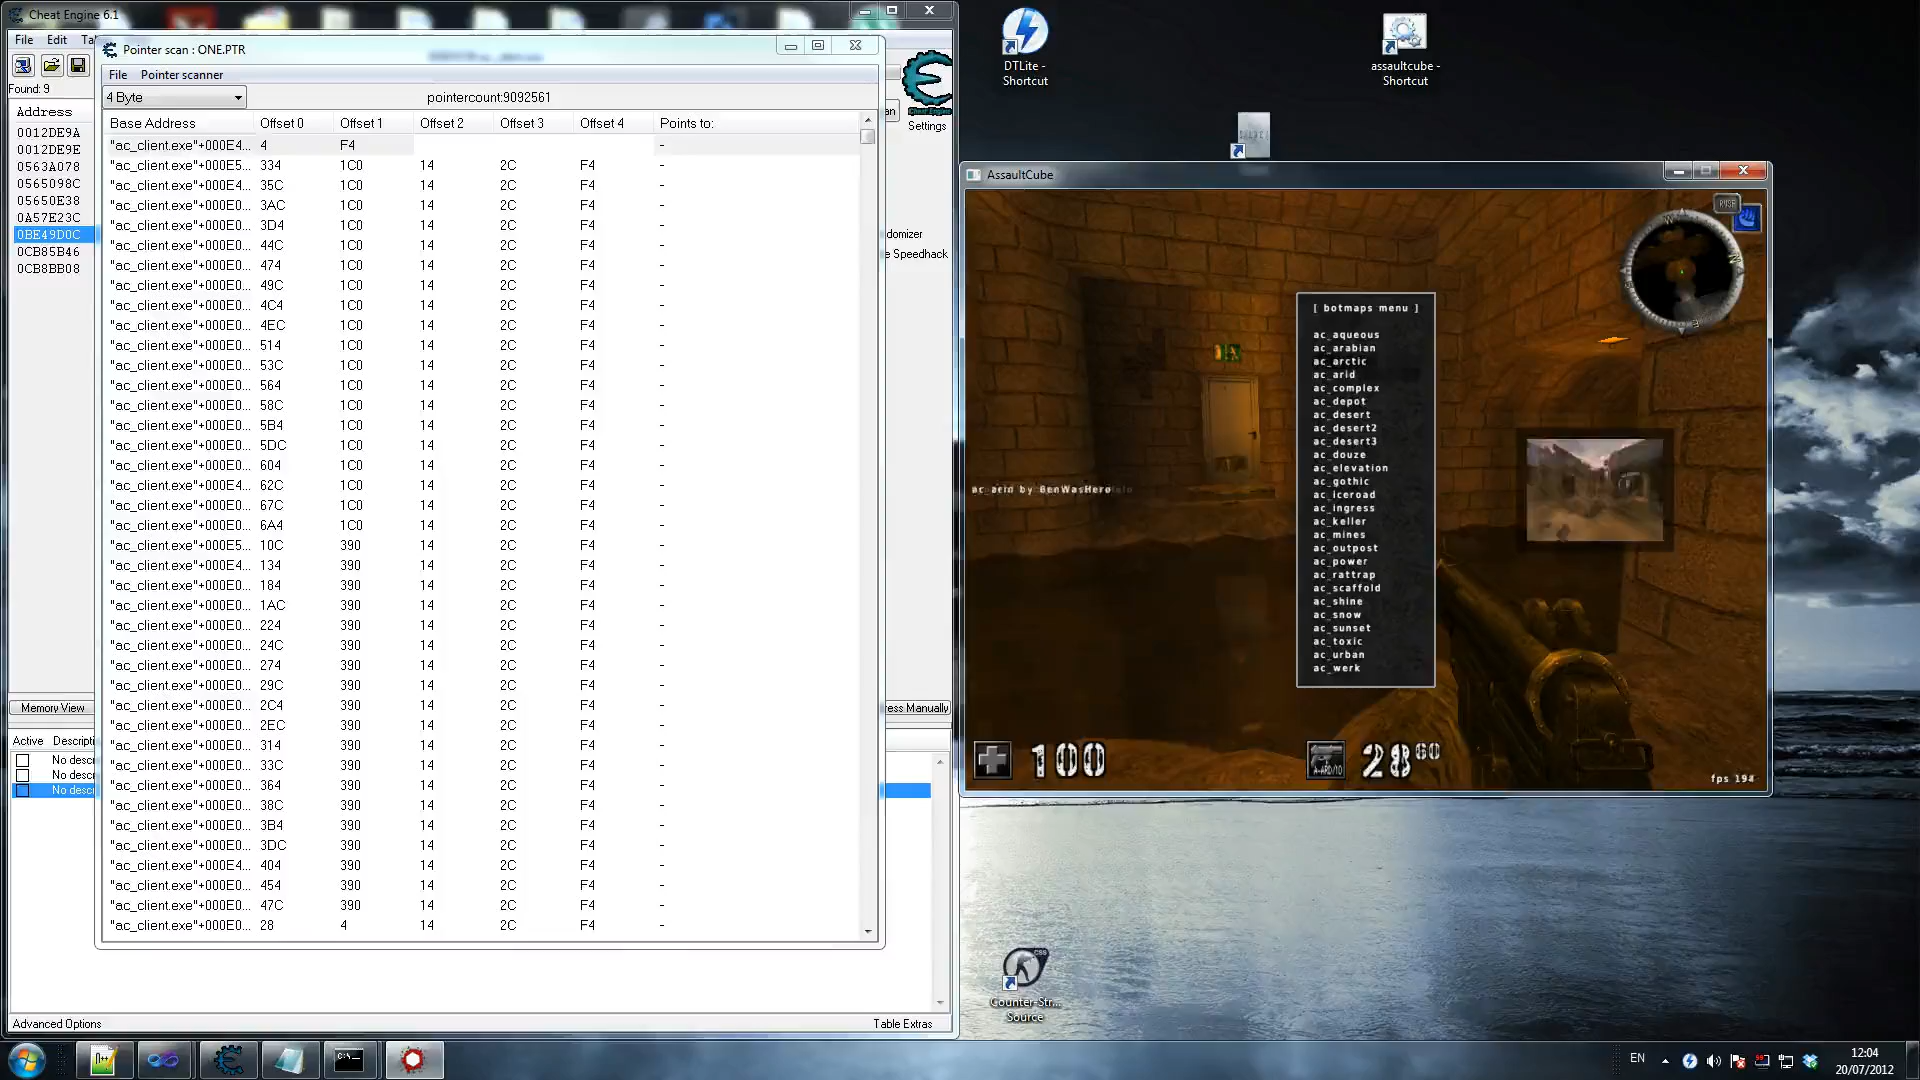 Cheat Engine 6.1
File Edit Tab
Found: 9
Address
0012DE9A
0012DE9E
0563A078
0565098C
05650E38
0A57E23C
0BE49D0C
0CB85B46
0CB8BB08
Memory View
Active Descripti
No descr
No descr
No descr
Advanced Options
Table Extras
Pointer scan : ONE.PTR
File Pointer scanner
4 Byte pointercount:9092561
Base Address Offset 0 Offset 1 Offset 2 Offset 3 Offset 4 Points to:
"ac_client.exe"+000E4... 4 F4 -
"ac_client.exe"+000E5... 334 1C0 14 2C F4 -
"ac_client.exe"+000E4... 35C 1C0 14 2C F4 -
"ac_client.exe"+000E0... 3AC 1C0 14 2C F4 -
"ac_client.exe"+000E0... 3D4 1C0 14 2C F4 -
"ac_client.exe"+000E0... 44C 1C0 14 2C F4 -
"ac_client.exe"+000E0... 474 1C0 14 2C F4 -
"ac_client.exe"+000E0... 49C 1C0 14 2C F4 -
"ac_client.exe"+000E0... 4C4 1C0 14 2C F4 -
"ac_client.exe"+000E0... 4EC 1C0 14 2C F4 -
"ac_client.exe"+000E0... 514 1C0 14 2C F4 -
"ac_client.exe"+000E0... 53C 1C0 14 2C F4 -
"ac_client.exe"+000E0... 564 1C0 14 2C F4 -
"ac_client.exe"+000E0... 58C 1C0 14 2C F4 -
"ac_client.exe"+000E0... 5B4 1C0 14 2C F4 -
"ac_client.exe"+000E0... 5DC 1C0 14 2C F4 -
"ac_client.exe"+000E0... 604 1C0 14 2C F4 -
"ac_client.exe"+000E0... 62C 1C0 14 2C F4 -
"ac_client.exe"+000E0... 67C 1C0 14 2C F4 -
"ac_client.exe"+000E0... 6A4 1C0 14 2C F4 -
"ac_client.exe"+000E5... 10C 390 14 2C F4 -
"ac_client.exe"+000E4... 134 390 14 2C F4 -
"ac_client.exe"+000E0... 184 390 14 2C F4 -
"ac_client.exe"+000E0... 1AC 390 14 2C F4 -
"ac_client.exe"+000E0... 224 390 14 2C F4 -
"ac_client.exe"+000E0... 24C 390 14 2C F4 -
"ac_client.exe"+000E0... 274 390 14 2C F4 -
"ac_client.exe"+000E0... 29C 390 14 2C F4 -
"ac_client.exe"+000E0... 2C4 390 14 2C F4 -
"ac_client.exe"+000E0... 2EC 390 14 2C F4 -
"ac_client.exe"+000E0... 314 390 14 2C F4 -
"ac_client.exe"+000E0... 33C 390 14 2C F4 -
"ac_client.exe"+000E0... 364 390 14 2C F4 -
"ac_client.exe"+000E0... 38C 390 14 2C F4 -
"ac_client.exe"+000E0... 3B4 390 14 2C F4 -
"ac_client.exe"+000E0... 3DC 390 14 2C F4 -
"ac_client.exe"+000E4... 404 390 14 2C F4 -
"ac_client.exe"+000E0... 454 390 14 2C F4 -
"ac_client.exe"+000E0... 47C 390 14 2C F4 -
"ac_client.exe"+000E0... 28 4 14 2C F4 -
an
Cheat Engine
Settings
domizer
e Speedhack
ress Manually
DTLite -
Shortcut
assaultcube -
Shortcut
AssaultCube
[ botmaps menu ]
ac_aqueous
ac_arabian
ac_arctic
ac_arid
ac_complex
ac_depot
ac_desert
ac_desert2
ac_desert3
ac_douze
ac_elevation
ac_gothic
ac_iceroad
ac_ingress
ac_keller
ac_mines
ac_outpost
ac_power
ac_rattrap
ac_scaffold
ac_shine
ac_snow
ac_sunset
ac_toxic
ac_urban
ac_werk
ac_arid by BenWasHero
100
A-ARD/10
28 60
fps 194
CSS
Counter-Str...
Source
EN
12:04
20/07/2012